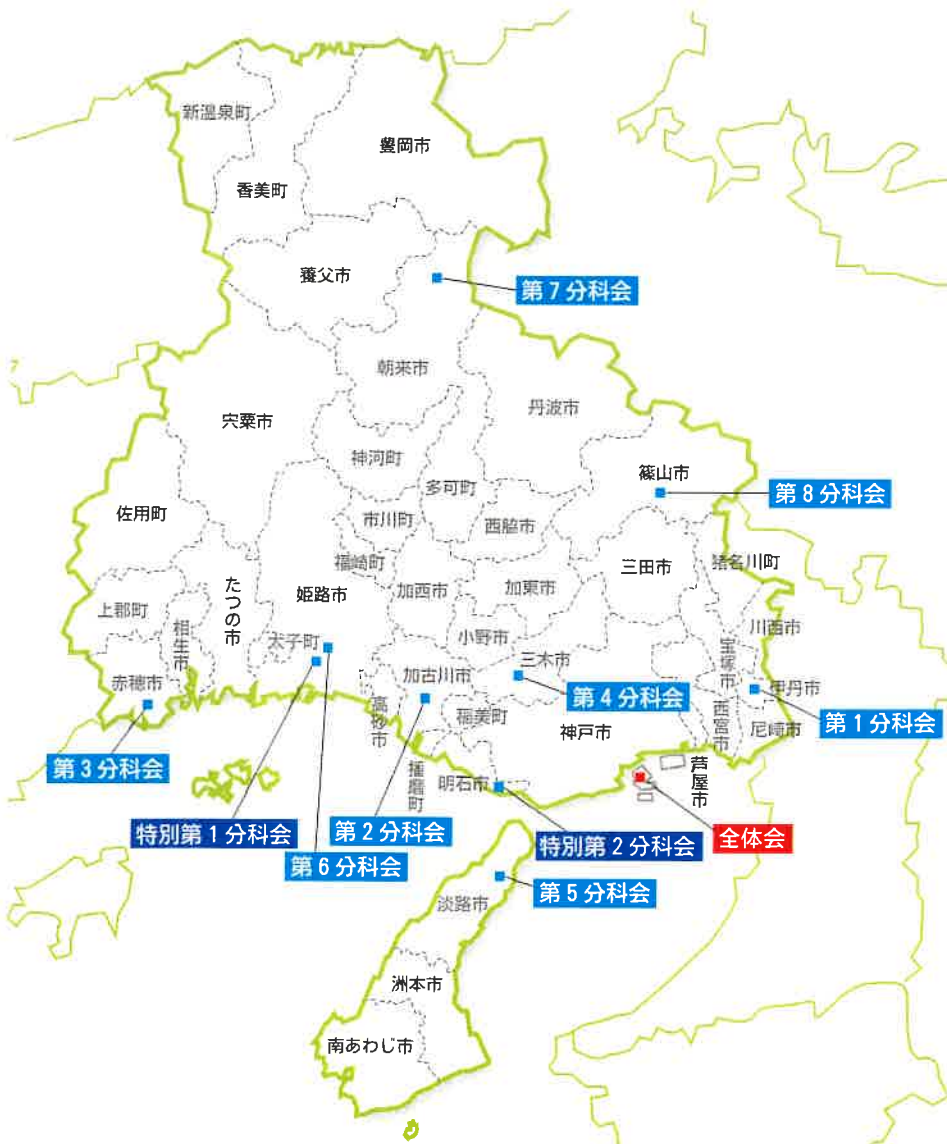 新温泉町
豊岡市
香美町
養父市
第7分科会
朝来市
丹波市
宍粟市
神河町
篠山市
多可町
第8分科会
佐用町
市川町
西脇市
福崎町
猪名川町
三田市
加西市
加東市
たつの市
姫路市
上郡町
相生市
川西市
小野市
太子町
宝塚市
三木市
加古川市
赤穂市
伊丹市
第4分科会
高砂市
稲美町
西宮市
第1分科会
神戸市
尼崎市
第3分科会
播磨町
明石市
芦屋市
特別第1分科会
第2分科会
特別第2分科会
全体会
第6分科会
第5分科会
淡路市
洲本市
南あわじ市